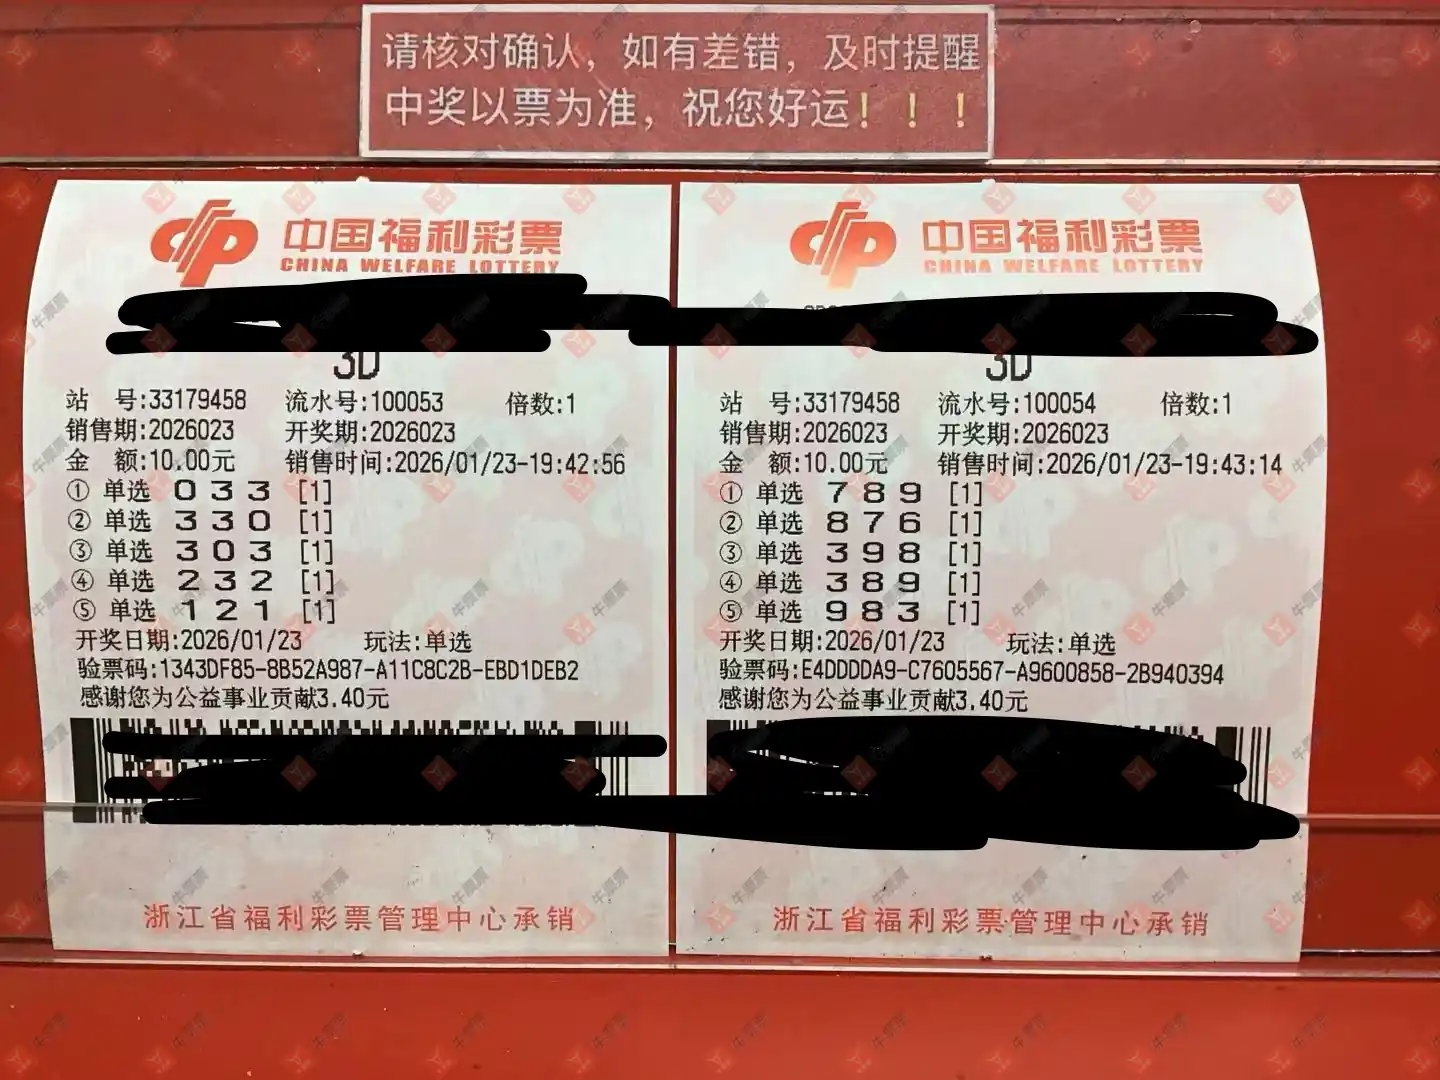 请核对确认，如有差错，及时提醒
中奖以票为准，祝您好运！！！
中国福利彩票
CHINA WELFARE LOTTERY
3D
站 号:33179458 流水号:100053 倍数:1
销售期:2026023 开奖期:2026023
金 额:10.00元 销售时间:2026/01/23-19:42:56
① 单选 0 3 3 [1]
② 单选 3 3 0 [1]
③ 单选 3 0 3 [1]
④ 单选 2 3 2 [1]
⑤ 单选 1 2 1 [1]
开奖日期:2026/01/23 玩法:单选
验票码:1343DF85-8B52A987-A11C8C2B-EBD1DEB2
感谢您为公益事业贡献3.40元
浙江省福利彩票管理中心承销
中国福利彩票
CHINA WELFARE LOTTERY
3D
站 号:33179458 流水号:100054 倍数:1
销售期:2026023 开奖期:2026023
金 额:10.00元 销售时间:2026/01/23-19:43:14
① 单选 7 8 9 [1]
② 单选 8 7 6 [1]
③ 单选 3 9 8 [1]
④ 单选 3 8 9 [1]
⑤ 单选 9 8 3 [1]
开奖日期:2026/01/23 玩法:单选
验票码:E4DDDDA9-C7605567-A9600858-2B940394
感谢您为公益事业贡献3.40元
浙江省福利彩票管理中心承销